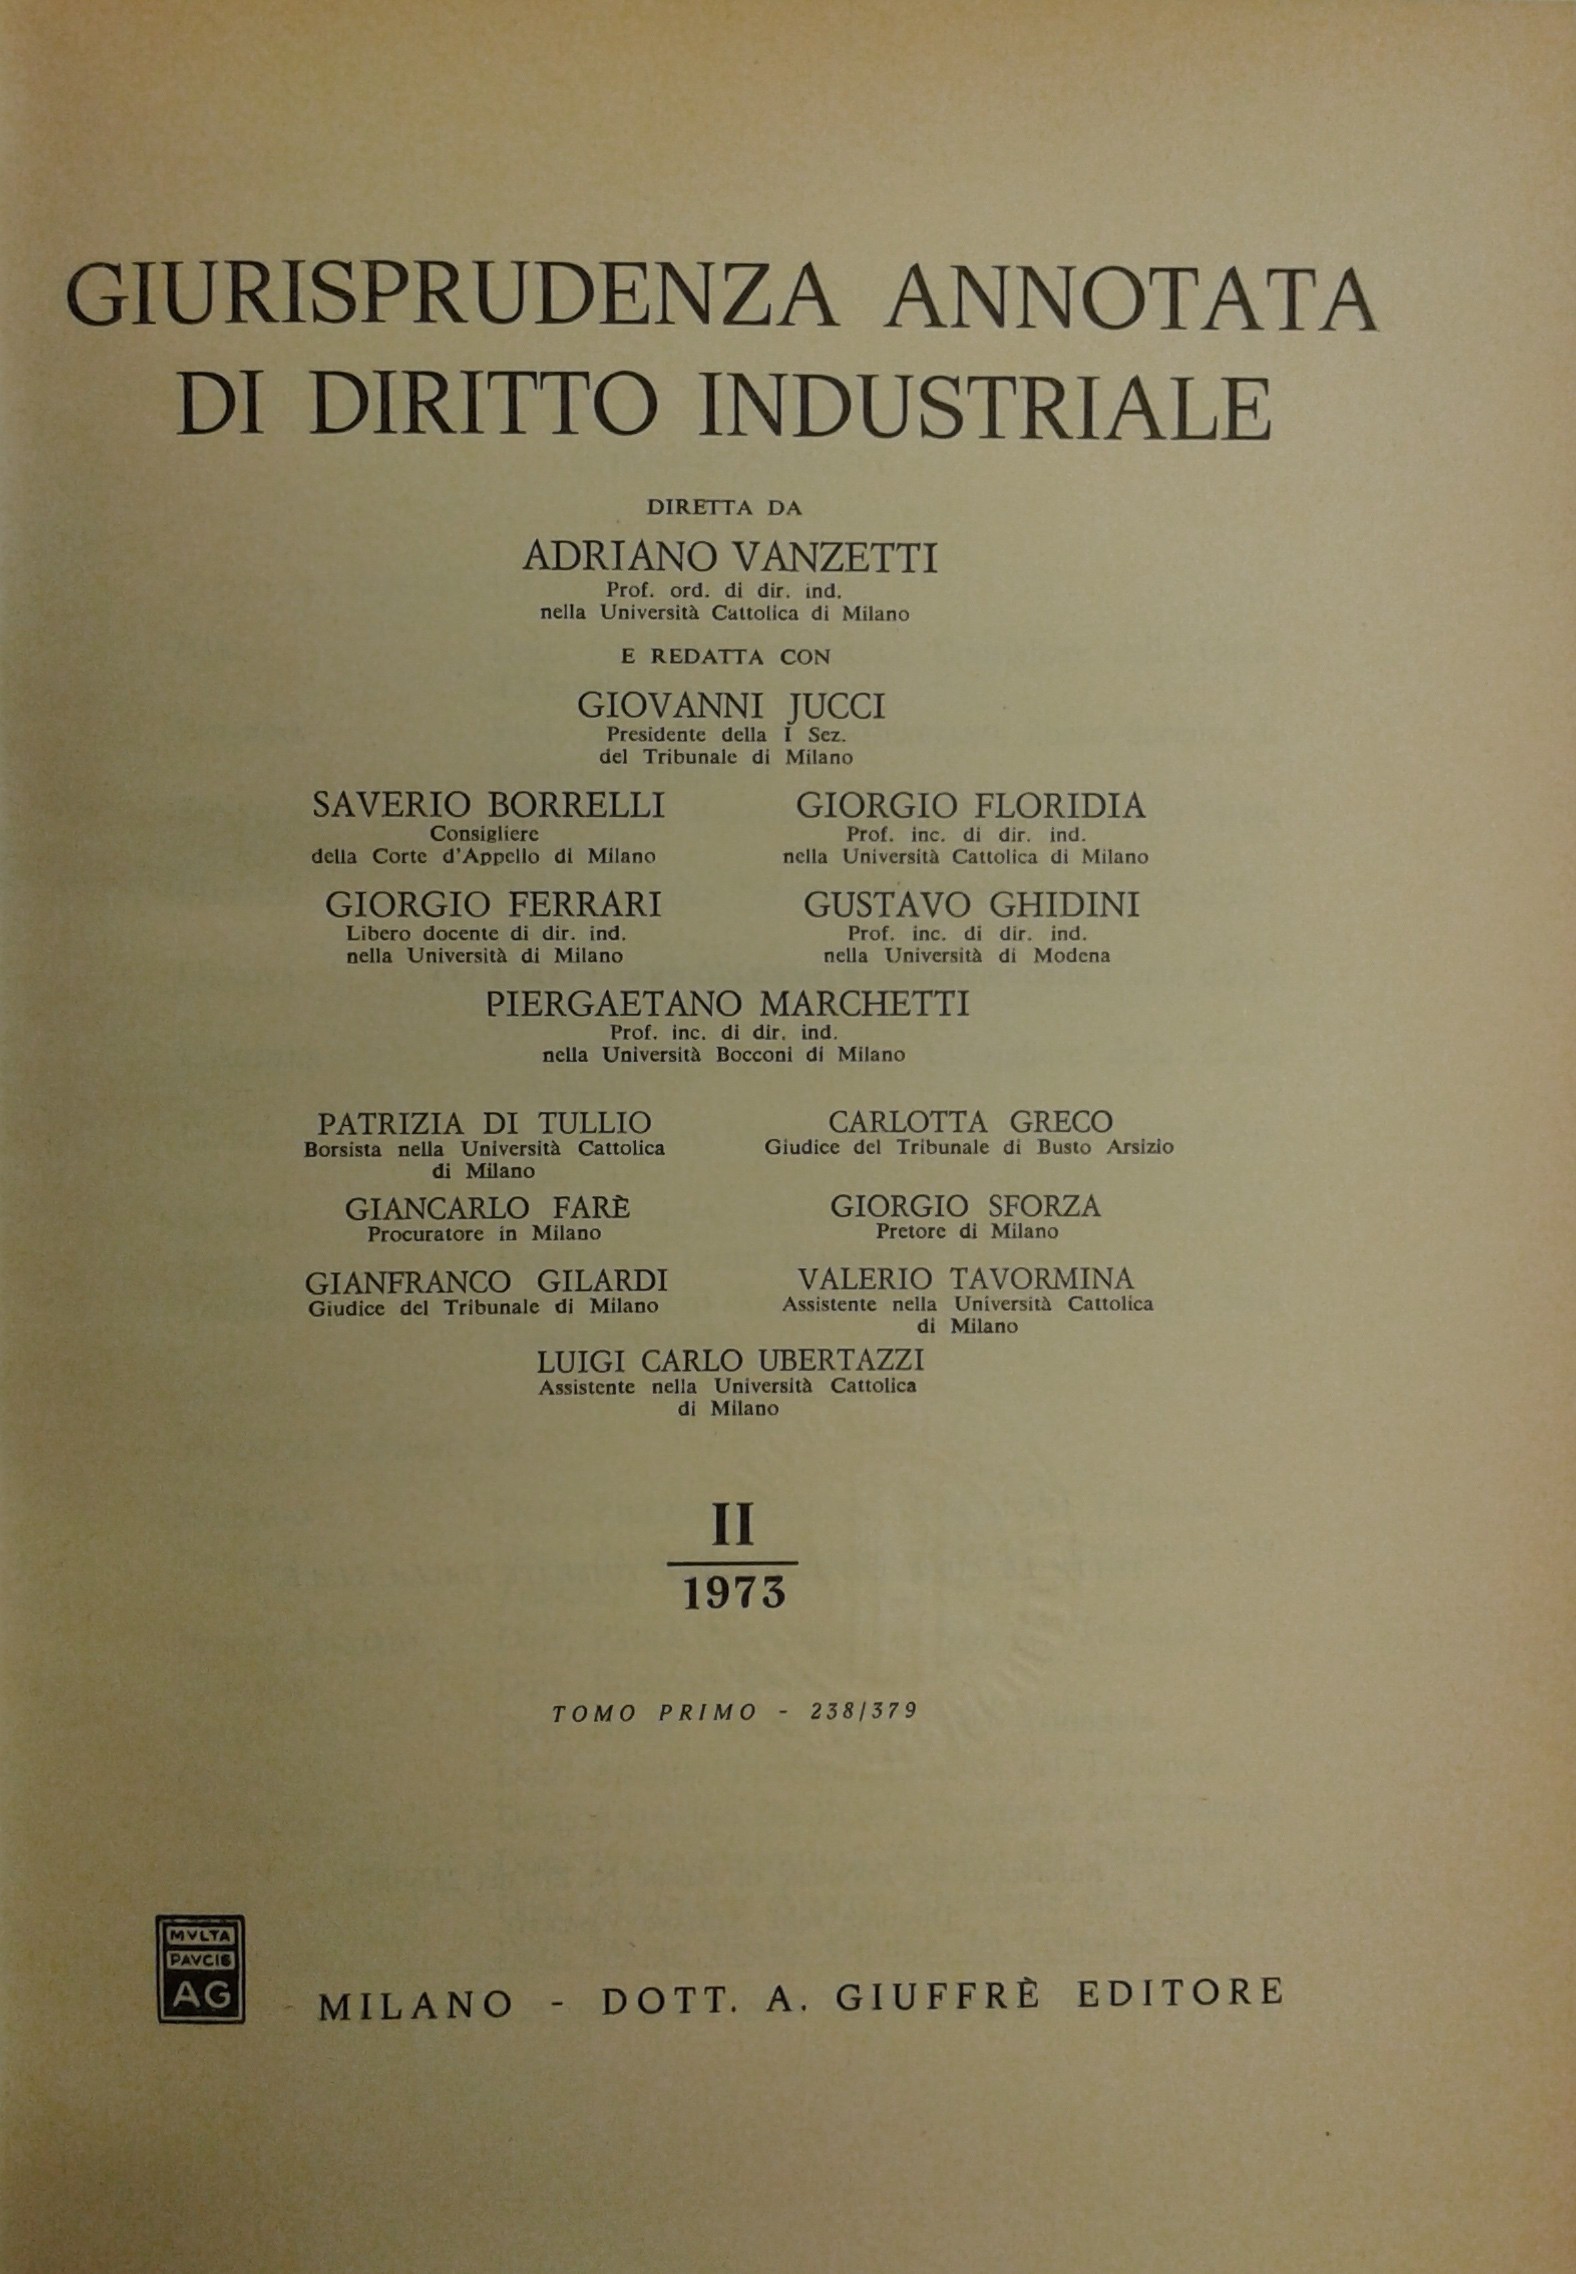 GIURISPRUDENZA ANNOTATA
DI DIRITTO INDUSTRIALE
DIRETTA DA
ADRIANO VANZETTI
Prof. ord. di dir. ind.
nella Università Cattolica di Milano
E REDATTA CON
GIOVANNI JUCCI
Presidente della I Sez.
del Tribunale di Milano
SAVERIO BORRELLI
Consigliere
della Corte d'Appello di Milano
GIORGIO FLORIDIA
Prof. inc. di dir. ind.
nella Università Cattolica di Milano
GIORGIO FERRARI
Libero docente di dir. ind.
nella Università di Milano
GUSTAVO GHIDINI
Prof. inc. di dir. ind.
nella Università di Modena
PIERGAETANO MARCHETTI
Prof. inc. di dir. ind.
nella Università Bocconi di Milano
PATRIZIA DI TULLIO
Borsista nella Università Cattolica
di Milano
CARLOTTA GRECO
Giudice del Tribunale di Busto Arsizio
GIANCARLO FARÈ
Procuratore in Milano
GIORGIO SFORZA
Pretore di Milano
GIANFRANCO GILARDI
Giudice del Tribunale di Milano
VALERIO TAVORMINA
Assistente nella Università Cattolica
di Milano
LUIGI CARLO UBERTAZZI
Assistente nella Università Cattolica
di Milano
II
1973
TOMO PRIMO - 238/379
MVLTA
PAVCIS
AG
MILANO - DOTT. A. GIUFFRÈ EDITORE